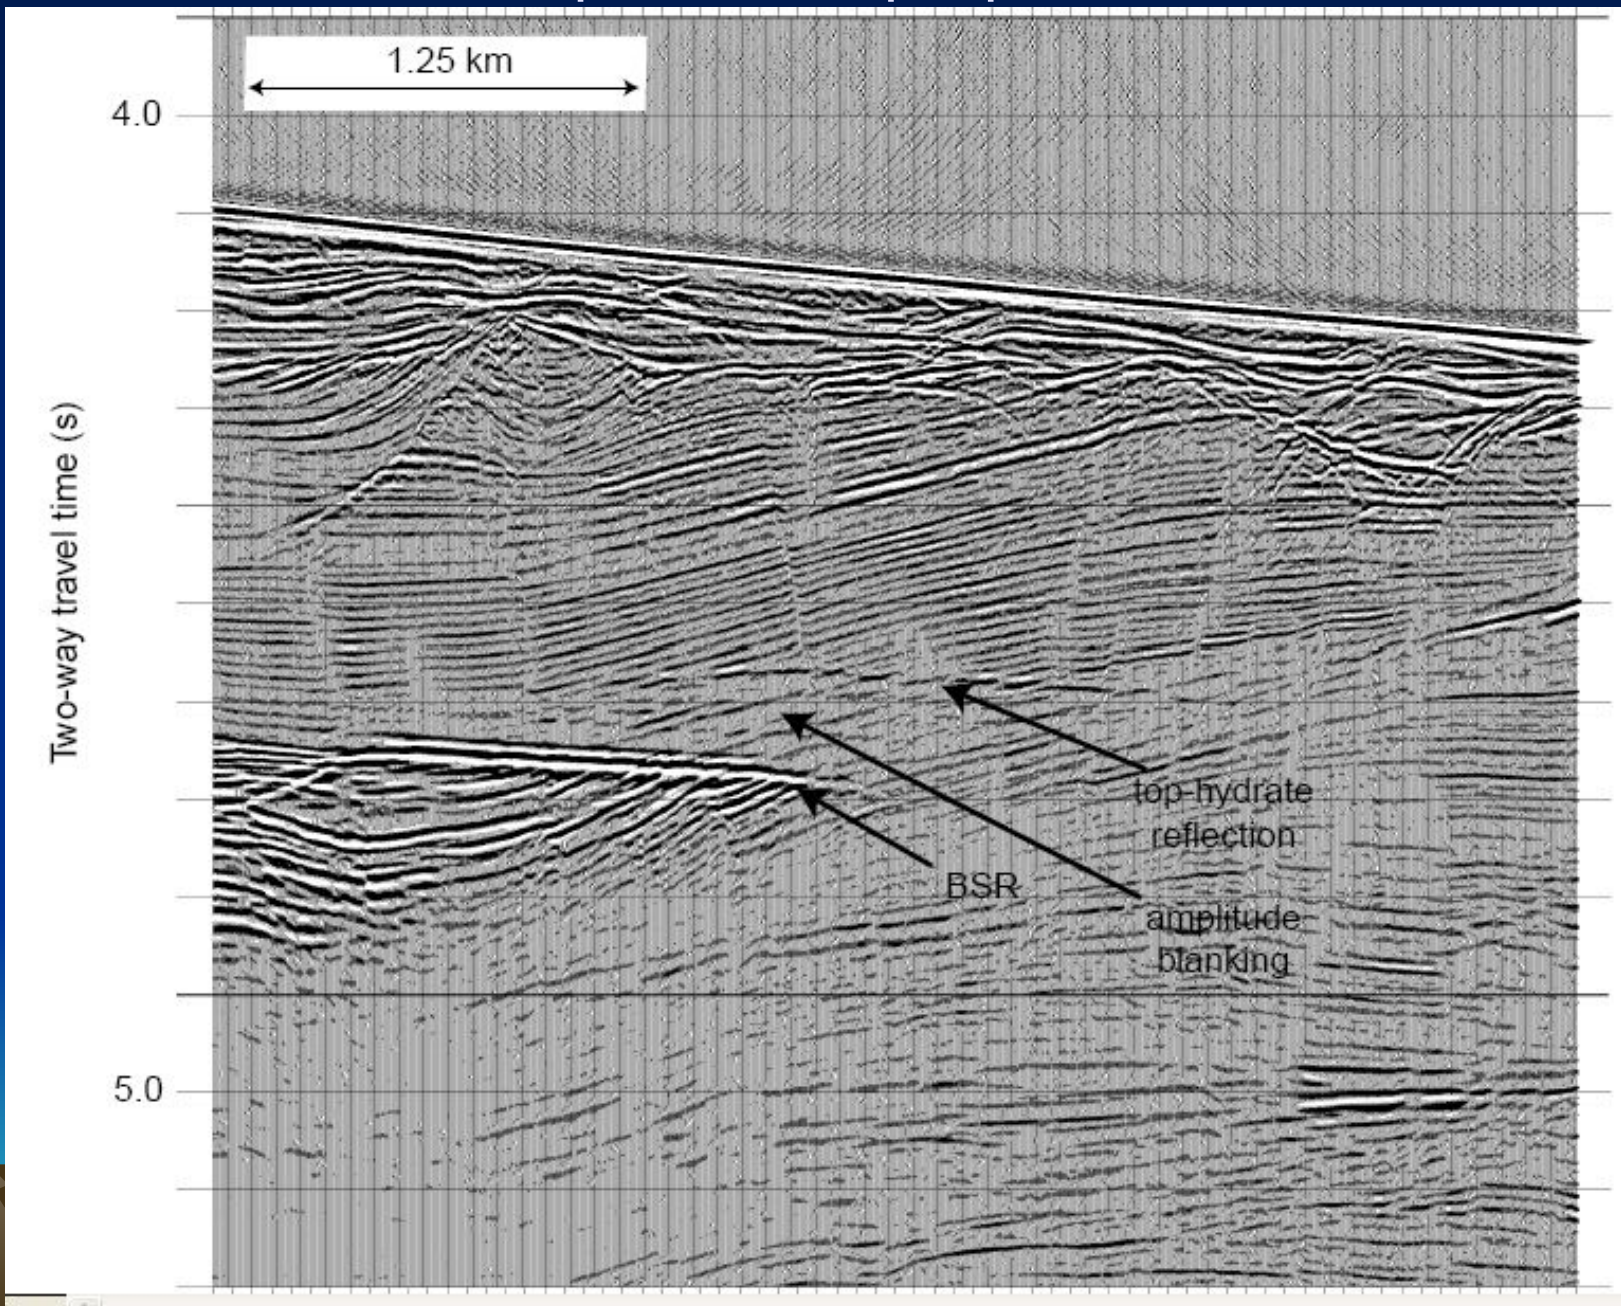 1.25 km
4.0
Two-way travel time (s)
top-hydrate
reflection
BSR
amplitude
blanking
5.0